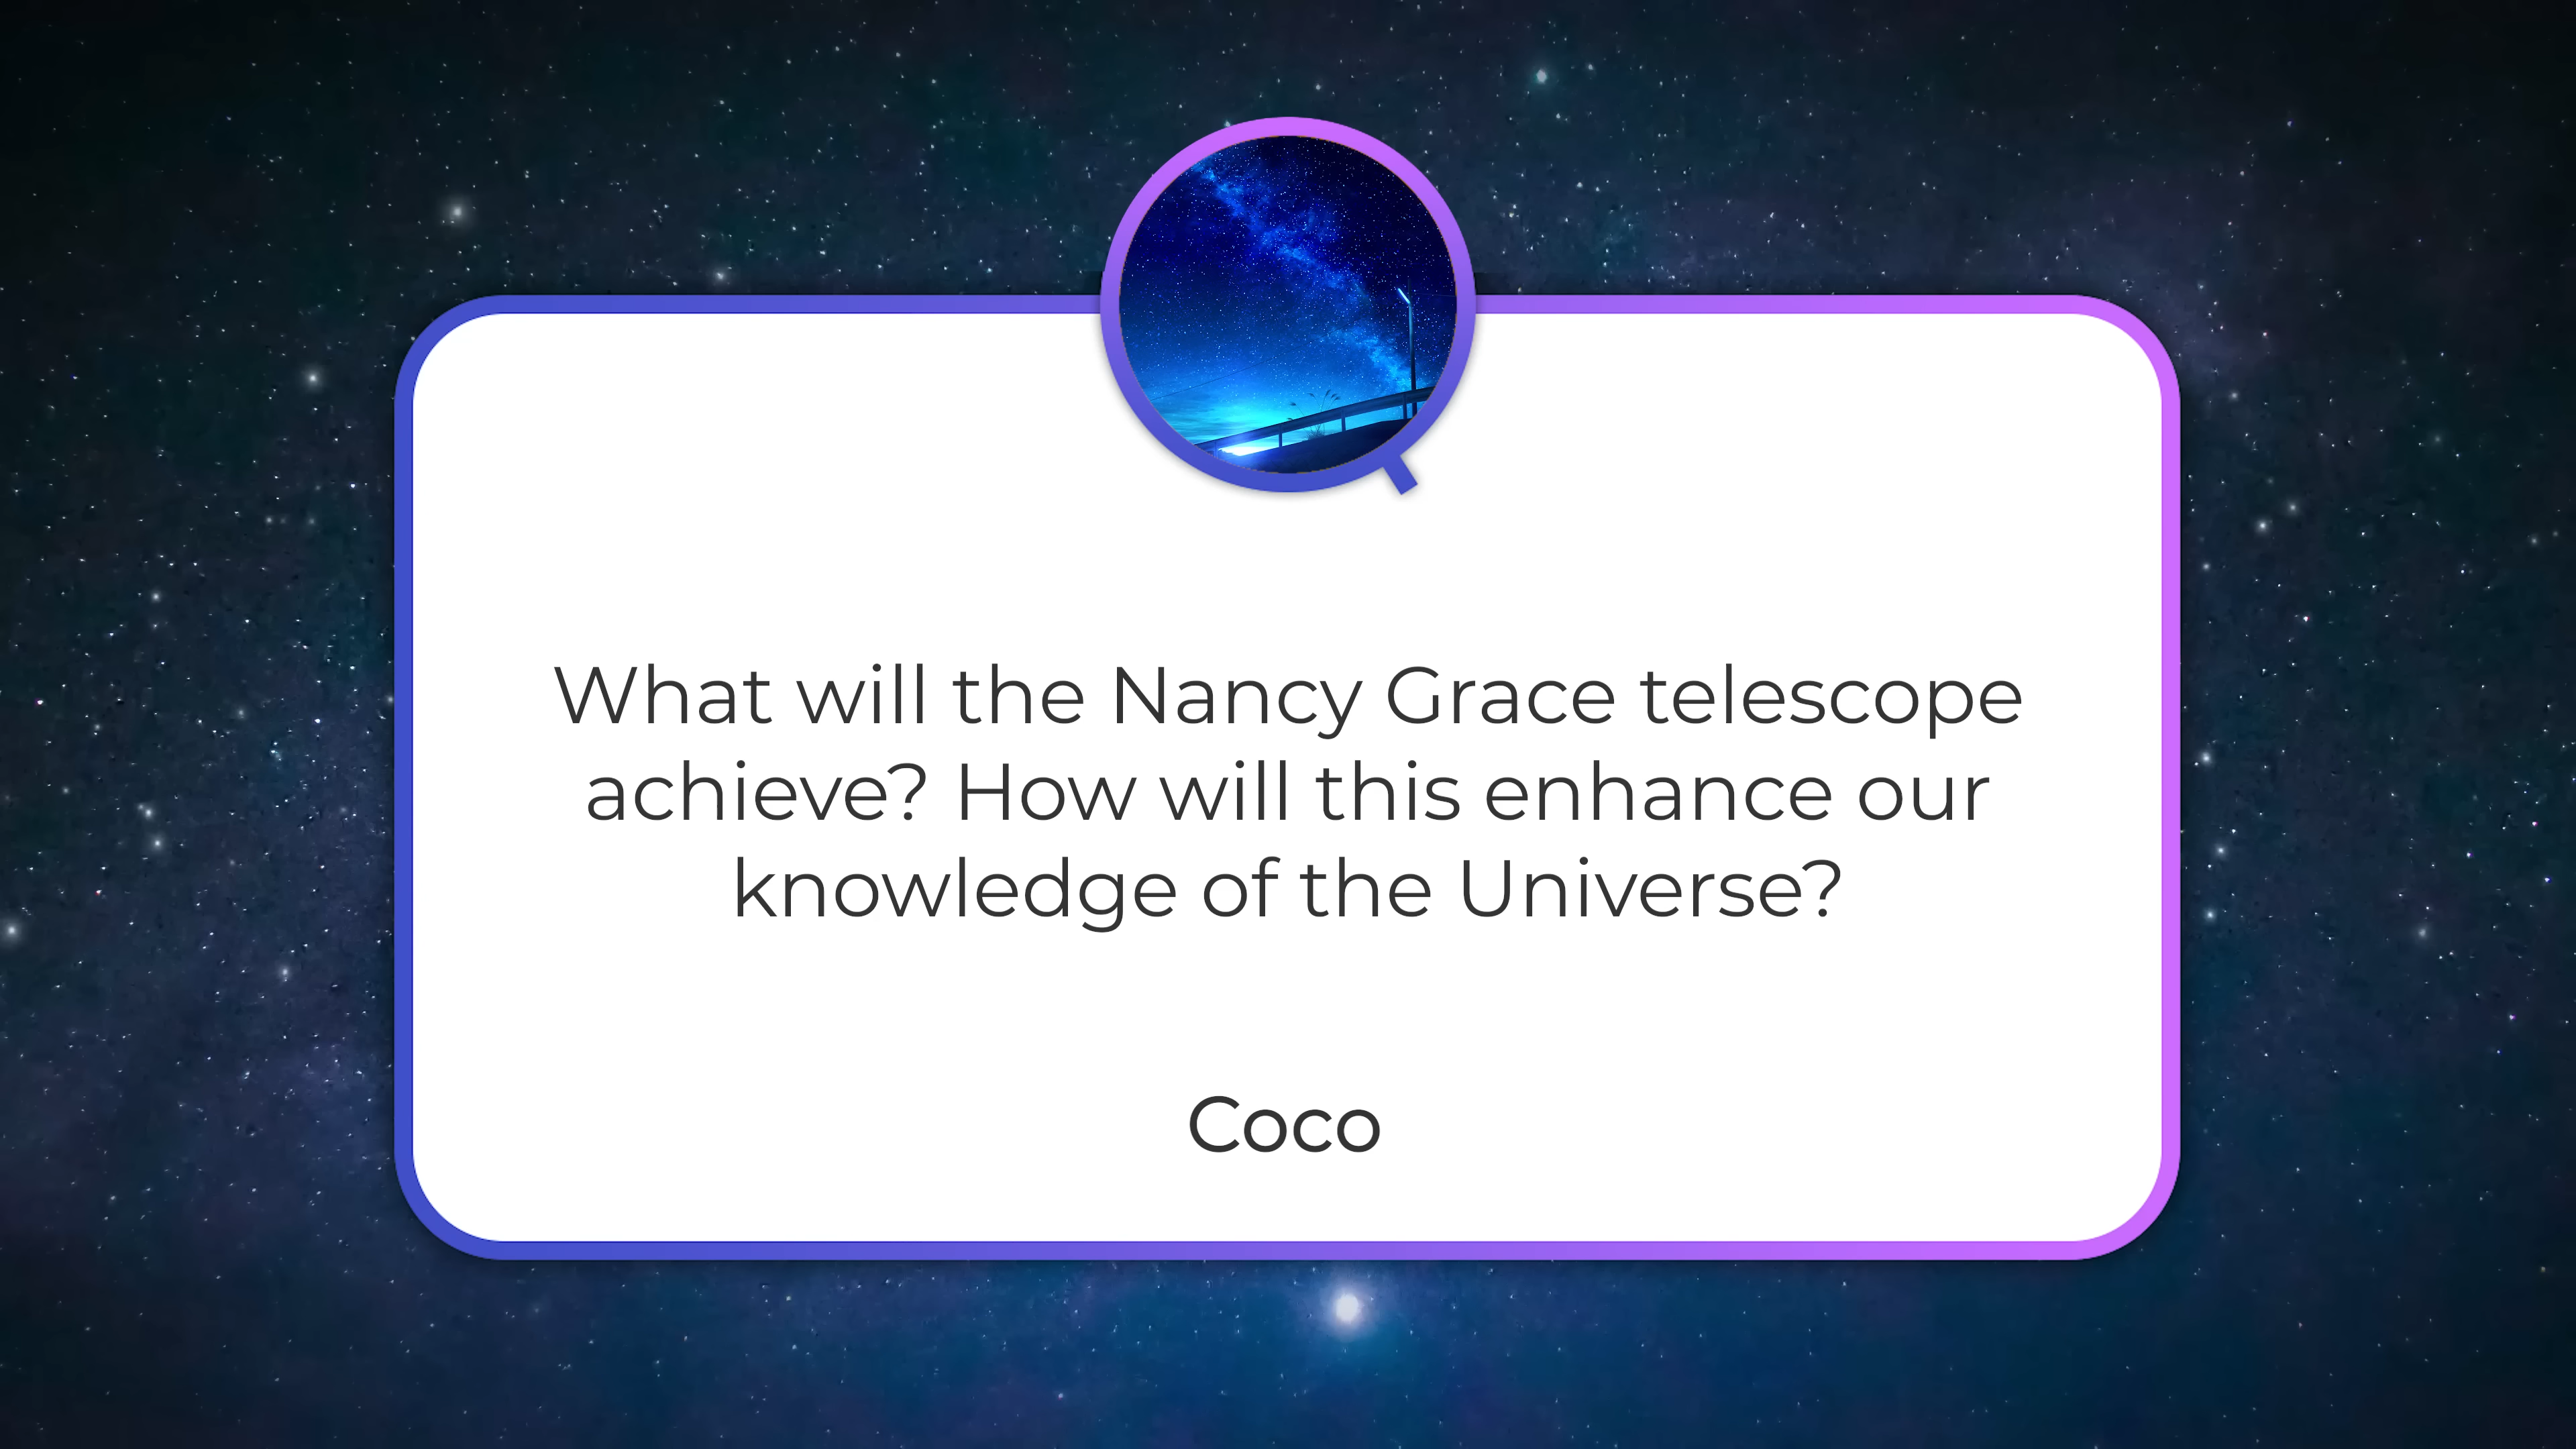 What will the Nancy Grace telescope
achieve? How will this enhance our
knowledge of the Universe?
Coco